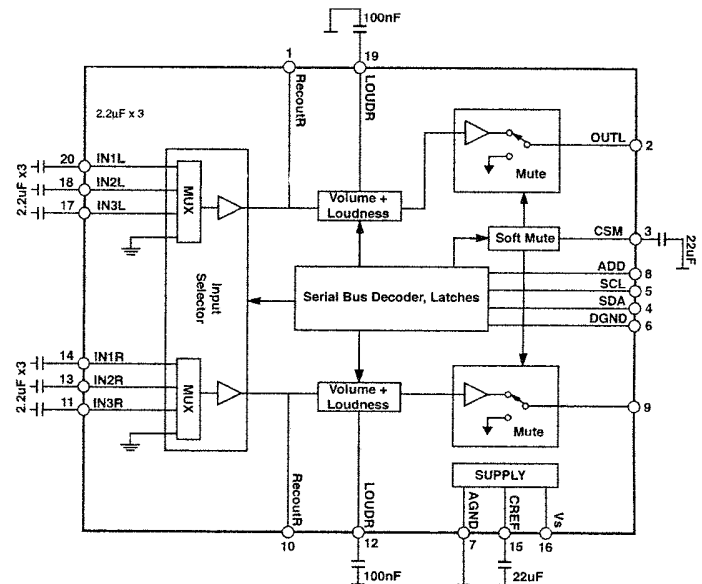 100nF
1
19
RecoutR
LOUDR
2.2µF x 3
2.2uF x3
20 IN1L
18 IN2L
17 IN3L
MUX
Volume +
Loudness
Mute
OUTL
2
Soft Mute
CSM
3
22uF
Input
Selector
Serial Bus Decoder, Latches
ADD
8
SCL
5
SDA
4
DGND
6
2.2uF x3
14 IN1R
13 IN2R
11 IN3R
MUX
Volume +
Loudness
Mute
9
RecoutR
LOUDR
SUPPLY
AGND
CREF
Vs
10
12
7
15
16
100nF
22uF